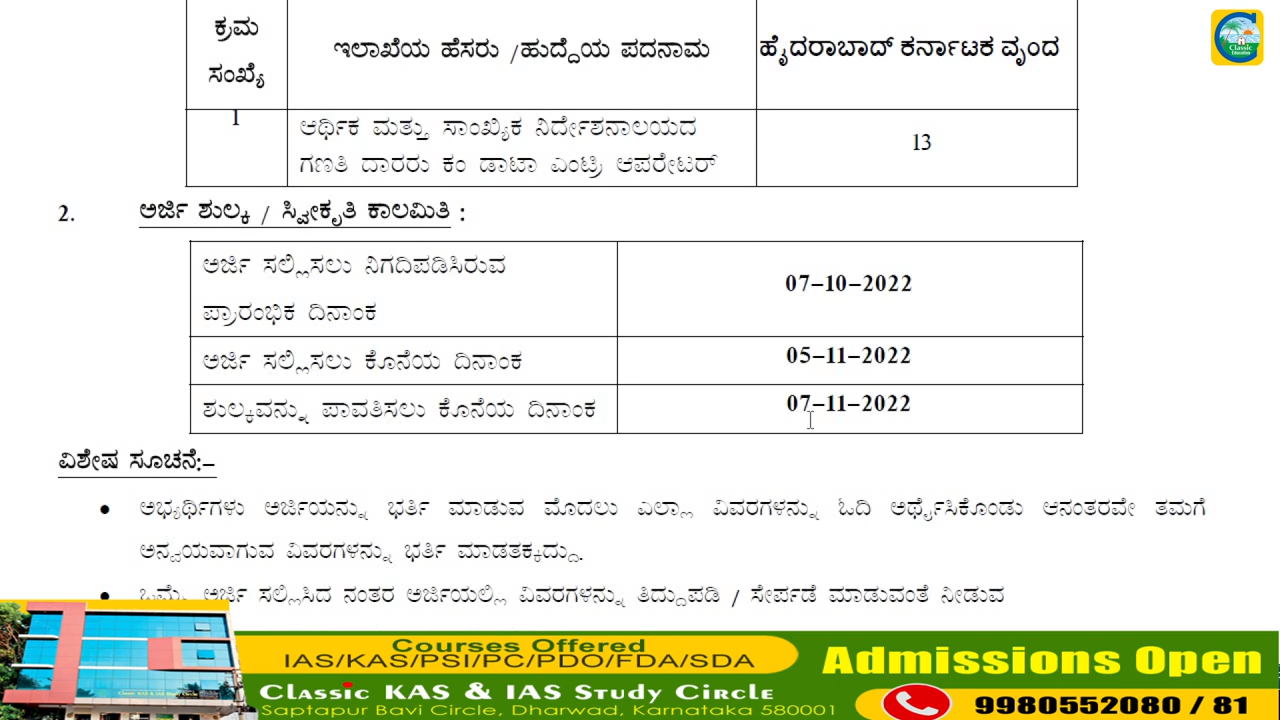 ಕ್ರಮ ಸಂಖ್ಯೆ
ಇಲಾಖೆಯ ಹೆಸರು /ಹುದ್ದೆಯ ಪದನಾಮ
ಹೈದರಾಬಾದ್ ಕರ್ನಾಟಕ ವೃಂದ
Classic
Education
1
ಆರ್ಥಿಕ ಮತ್ತು ಸಾಂಖ್ಯಿಕ ನಿರ್ದೇಶನಾಲಯದ
ಗಣತಿ ದಾರರು ಕಂ ಡಾಟಾ ಎಂಟ್ರಿ ಆಪರೇಟರ್
13
2. ಅರ್ಜಿ ಶುಲ್ಕ / ಸ್ವೀಕೃತಿ ಕಾಲಮಿತಿ :
ಅರ್ಜಿ ಸಲ್ಲಿಸಲು ನಿಗದಿಪಡಿಸಿರುವ
ಪ್ರಾರಂಭಿಕ ದಿನಾಂಕ
07-10-2022
ಅರ್ಜಿ ಸಲ್ಲಿಸಲು ಕೊನೆಯ ದಿನಾಂಕ
05-11-2022
ಶುಲ್ಕವನ್ನು ಪಾವತಿಸಲು ಕೊನೆಯ ದಿನಾಂಕ
07-11-2022
ವಿಶೇಷ ಸೂಚನೆ:-
• ಅಭ್ಯರ್ಥಿಗಳು ಅರ್ಜಿಯನ್ನು ಭರ್ತಿ ಮಾಡುವ ಮೊದಲು ಎಲ್ಲಾ ವಿವರಗಳನ್ನು ಓದಿ ಅರ್ಥೈಸಿಕೊಂಡು ಆನಂತರವೇ ತಮಗೆ
ಅನ್ವಯವಾಗುವ ವಿವರಗಳನ್ನು ಭರ್ತಿ ಮಾಡತಕ್ಕದ್ದು.
• ಒಮ್ಮೆ ಅರ್ಜಿ ಸಲ್ಲಿಸಿದ ನಂತರ ಅರ್ಜಿಯಲ್ಲಿ ವಿವರಗಳನ್ನು ತಿದ್ದುಪಡಿ / ಸೇರ್ಪಡೆ ಮಾಡುವಂತೆ ನೀಡುವ
Courses Offered
IAS/KAS/PSI/PC/PDO/FDA/SDA
Classic KAS & IAS Study Circle
Saptapur Bavi Circle, Dharwad, Karnataka 580001
Admissions Open
9980552080 / 81